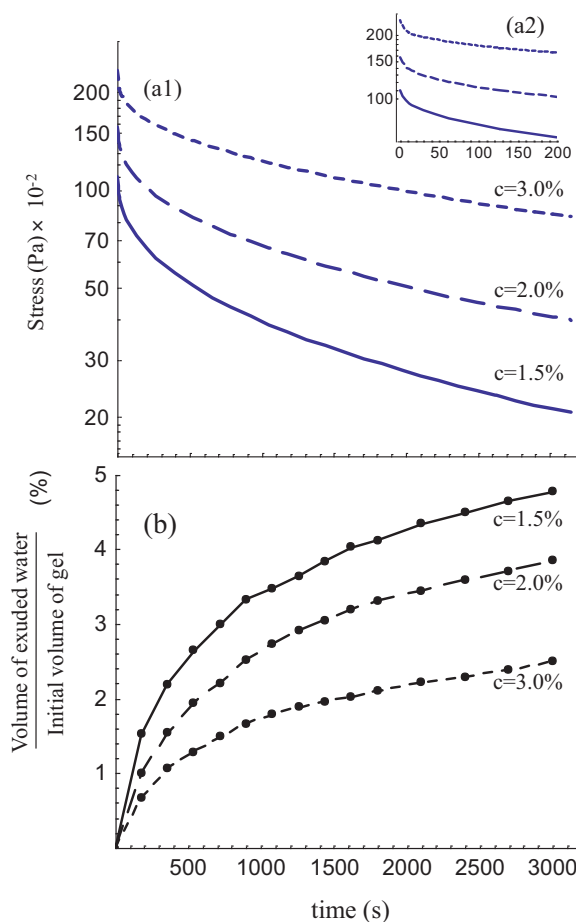 (a2)
200
150
100
0 50 100 150 200
(a1)
Stress (Pa) × 10⁻²
200
150
100
70
50
30
20
c=3.0%
c=2.0%
c=1.5%
(b)
Volume of exuded water
Initial volume of gel
(%)
5
4
3
2
1
c=1.5%
c=2.0%
c=3.0%
500 1000 1500 2000 2500 3000
time (s)